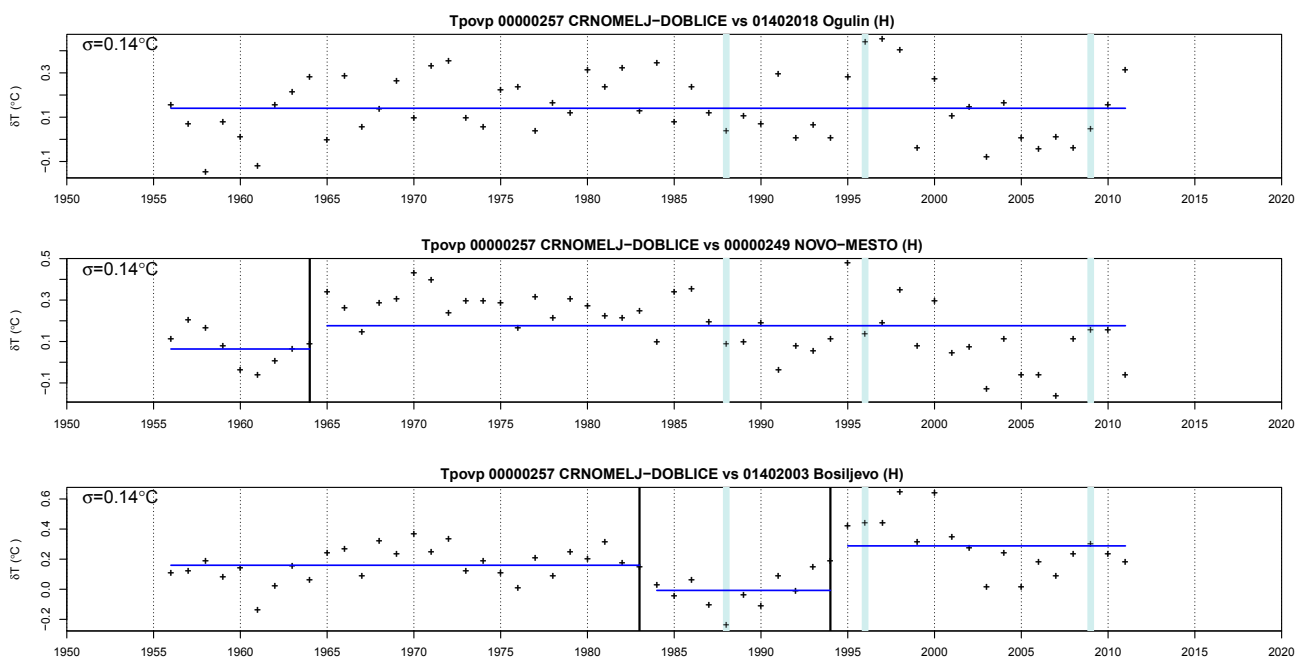 Tpovp 00000257 CRNOMELJ−DOBLICE vs 01402018 Ogulin (H)
σ=0.14°C
δT (°C)
0.3
0.1
−0.1
1950 1955 1960 1965 1970 1975 1980 1985 1990 1995 2000 2005 2010 2015 2020
Tpovp 00000257 CRNOMELJ−DOBLICE vs 00000249 NOVO−MESTO (H)
σ=0.14°C
δT (°C)
0.5
0.3
0.1
−0.1
1950 1955 1960 1965 1970 1975 1980 1985 1990 1995 2000 2005 2010 2015 2020
Tpovp 00000257 CRNOMELJ−DOBLICE vs 01402003 Bosiljevo (H)
σ=0.14°C
δT (°C)
0.6
0.4
0.2
0.0
−0.2
1950 1955 1960 1965 1970 1975 1980 1985 1990 1995 2000 2005 2010 2015 2020